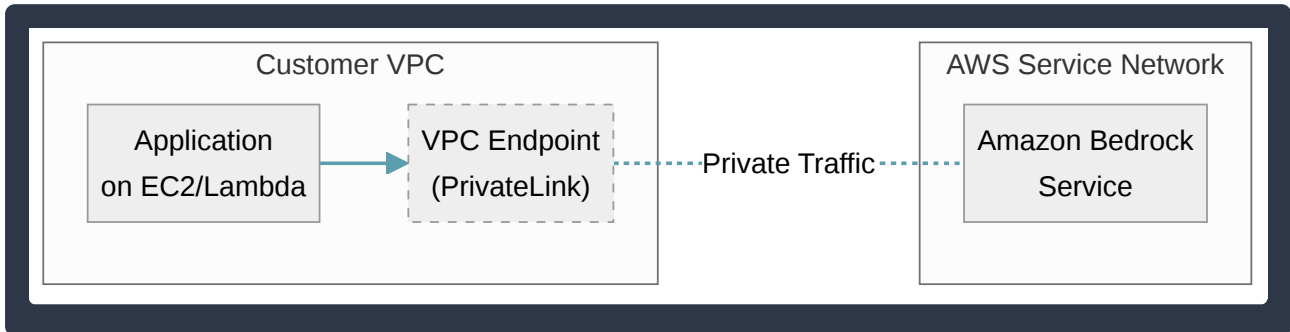 Customer VPC
Application
on EC2/Lambda
VPC Endpoint
(PrivateLink)
Private Traffic
AWS Service Network
Amazon Bedrock
Service